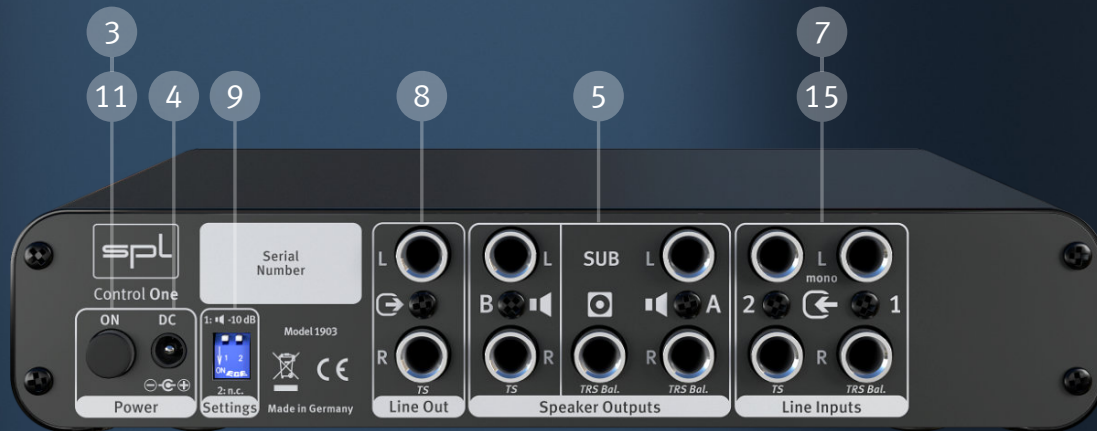 3
7
11
4
9
8
5
15
spl
Control One
Serial
Number
ON
DC
Power
1: -10 dB
1 2
ON
2: n.c.
Settings
Model 1903
CE
Made in Germany
L
R
TS
Line Out
L
B
R
TS
SUB
TRS Bal.
L
A
R
TRS Bal.
Speaker Outputs
L
mono
2
1
R
TS
TRS Bal.
Line Inputs